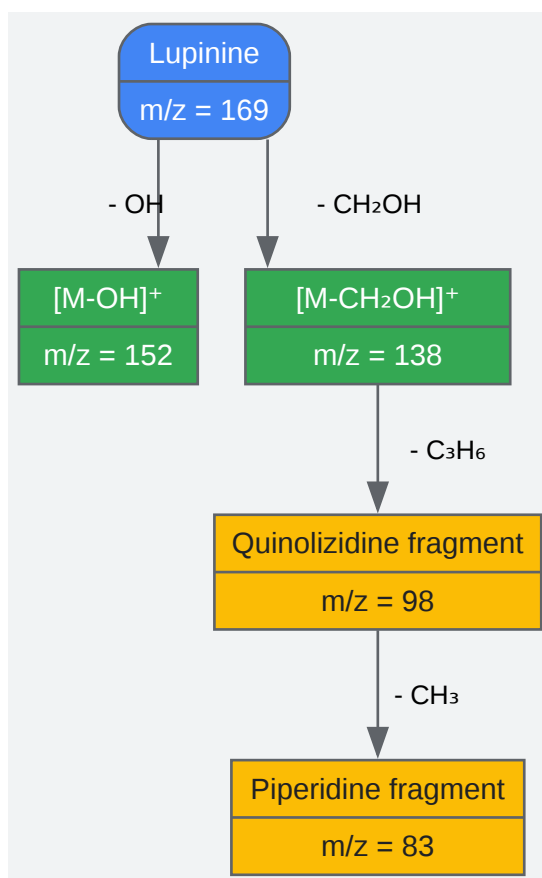 Lupinine
m/z = 169
- OH
- CH₂OH
[M-OH]⁺
m/z = 152
[M-CH₂OH]⁺
m/z = 138
- C₃H₆
Quinolizidine fragment
m/z = 98
- CH₃
Piperidine fragment
m/z = 83